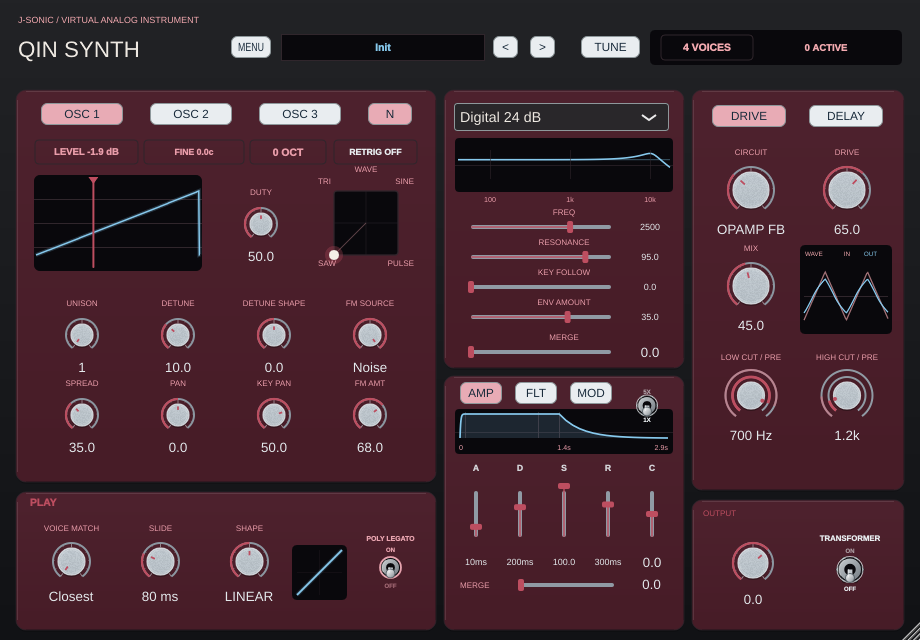 J-SONIC / VIRTUAL ANALOG INSTRUMENT
QIN SYNTH
MENU
Init
<
>
TUNE
4 VOICES
0 ACTIVE
OSC 1
OSC 2
OSC 3
N
LEVEL -1.9 dB
FINE 0.0c
0 OCT
RETRIG OFF
WAVE
TRI
SINE
DUTY
50.0
SAW
PULSE
UNISON
DETUNE
DETUNE SHAPE
FM SOURCE
1
10.0
0.0
Noise
SPREAD
PAN
KEY PAN
FM AMT
35.0
0.0
50.0
68.0
PLAY
VOICE MATCH
SLIDE
SHAPE
POLY LEGATO
ON
OFF
Closest
80 ms
LINEAR
Digital 24 dB
100
1k
10k
FREQ
2500
RESONANCE
95.0
KEY FOLLOW
0.0
ENV AMOUNT
35.0
MERGE
0.0
AMP
FLT
MOD
5X
1X
0
1.4s
2.9s
A
D
S
R
C
10ms
200ms
100.0
300ms
0.0
MERGE
0.0
DRIVE
DELAY
CIRCUIT
DRIVE
OPAMP FB
65.0
MIX
45.0
WAVE
IN
OUT
LOW CUT / PRE
HIGH CUT / PRE
700 Hz
1.2k
OUTPUT
0.0
TRANSFORMER
ON
OFF